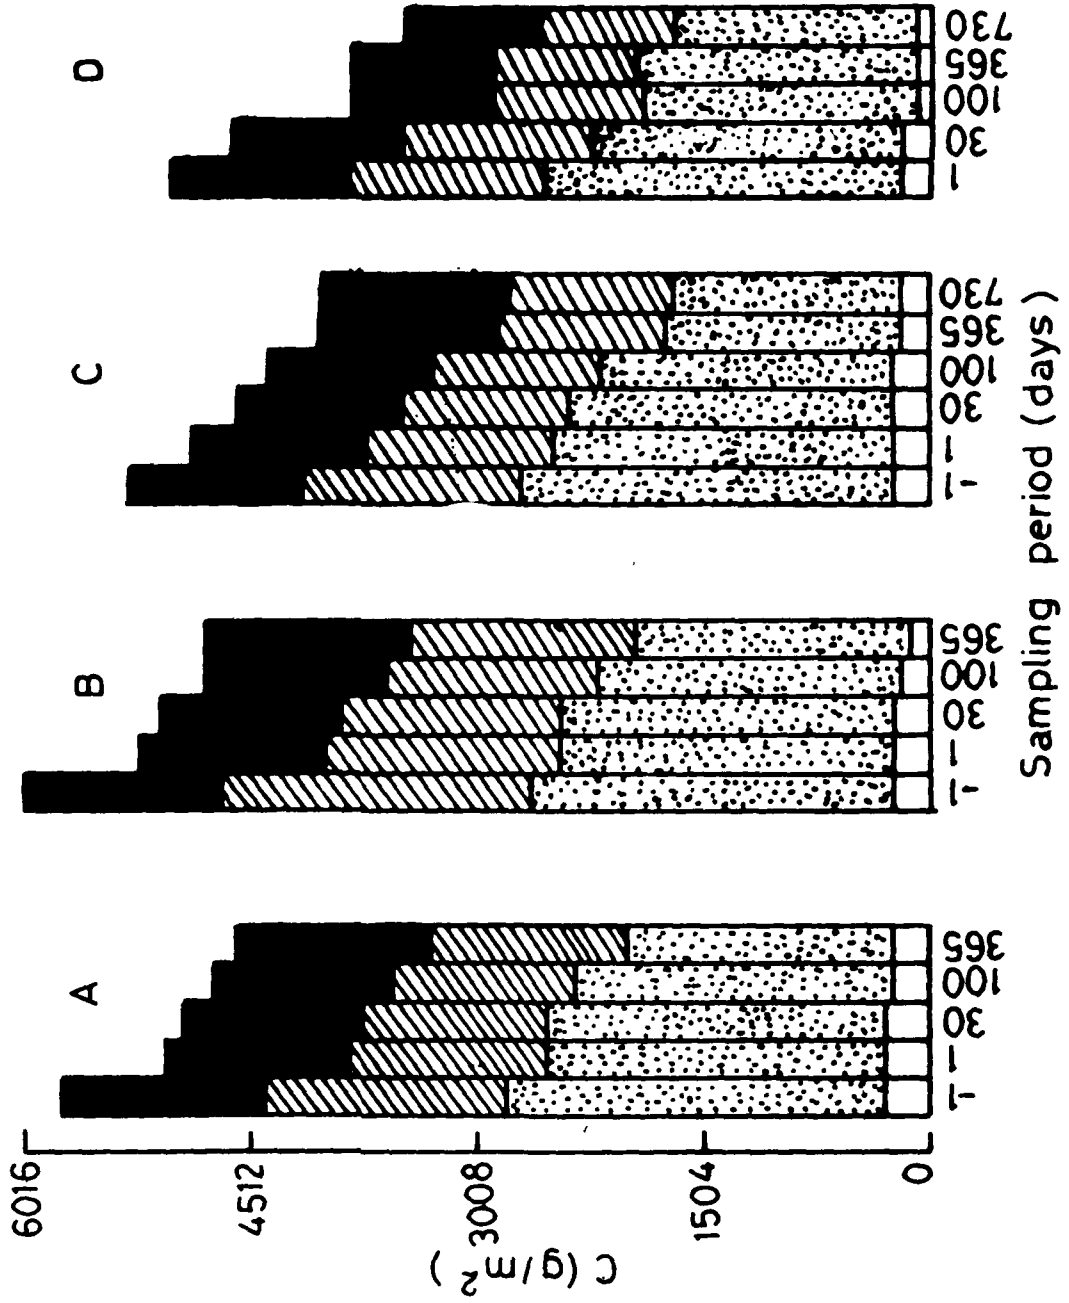 A
B
C
D
6016
4512
3008
1504
0
C (g/m²)
-1 1 30 100 365
-1 1 30 100 365
-1 1 30 100 365 730
1 30 100 365 730
Sampling period (days)